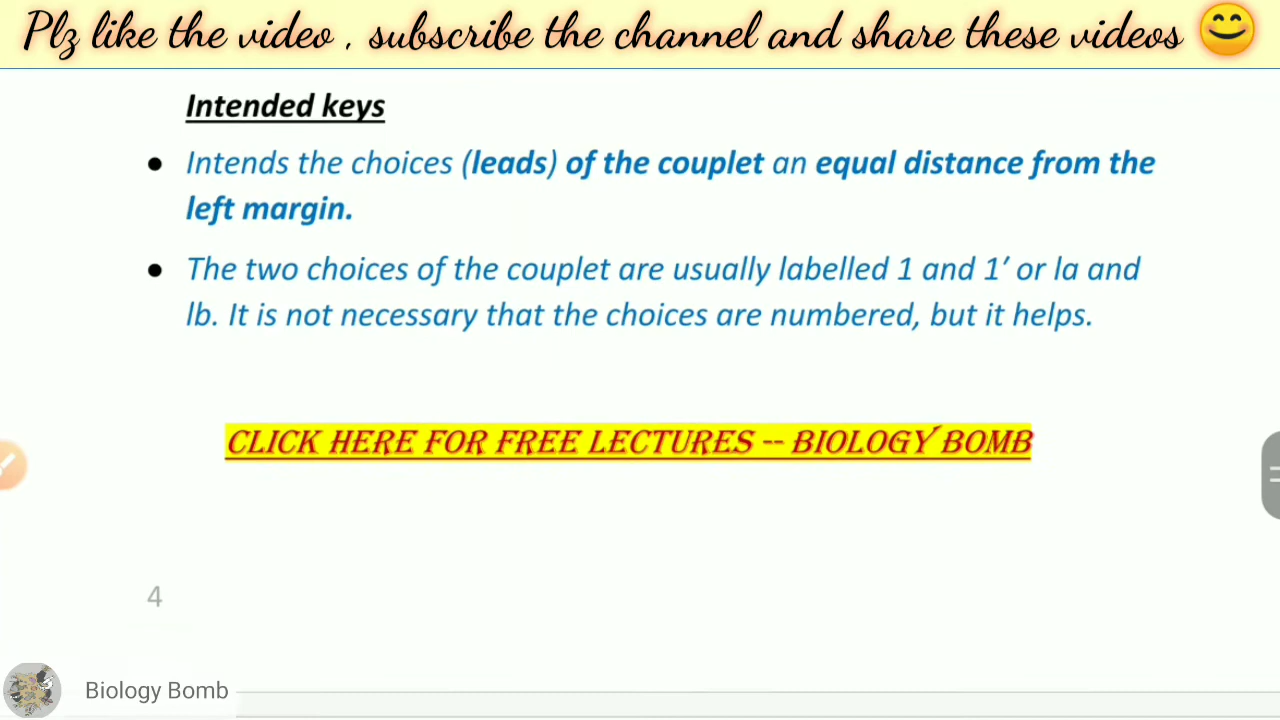 Plz like the video , subscribe the channel and share these videos 😊
Intended keys
● Intends the choices (leads) of the couplet an equal distance from the
left margin.
● The two choices of the couplet are usually labelled 1 and 1′ or la and
lb. It is not necessary that the choices are numbered, but it helps.
CLICK HERE FOR FREE LECTURES -- BIOLOGY BOMB
4
Biology Bomb